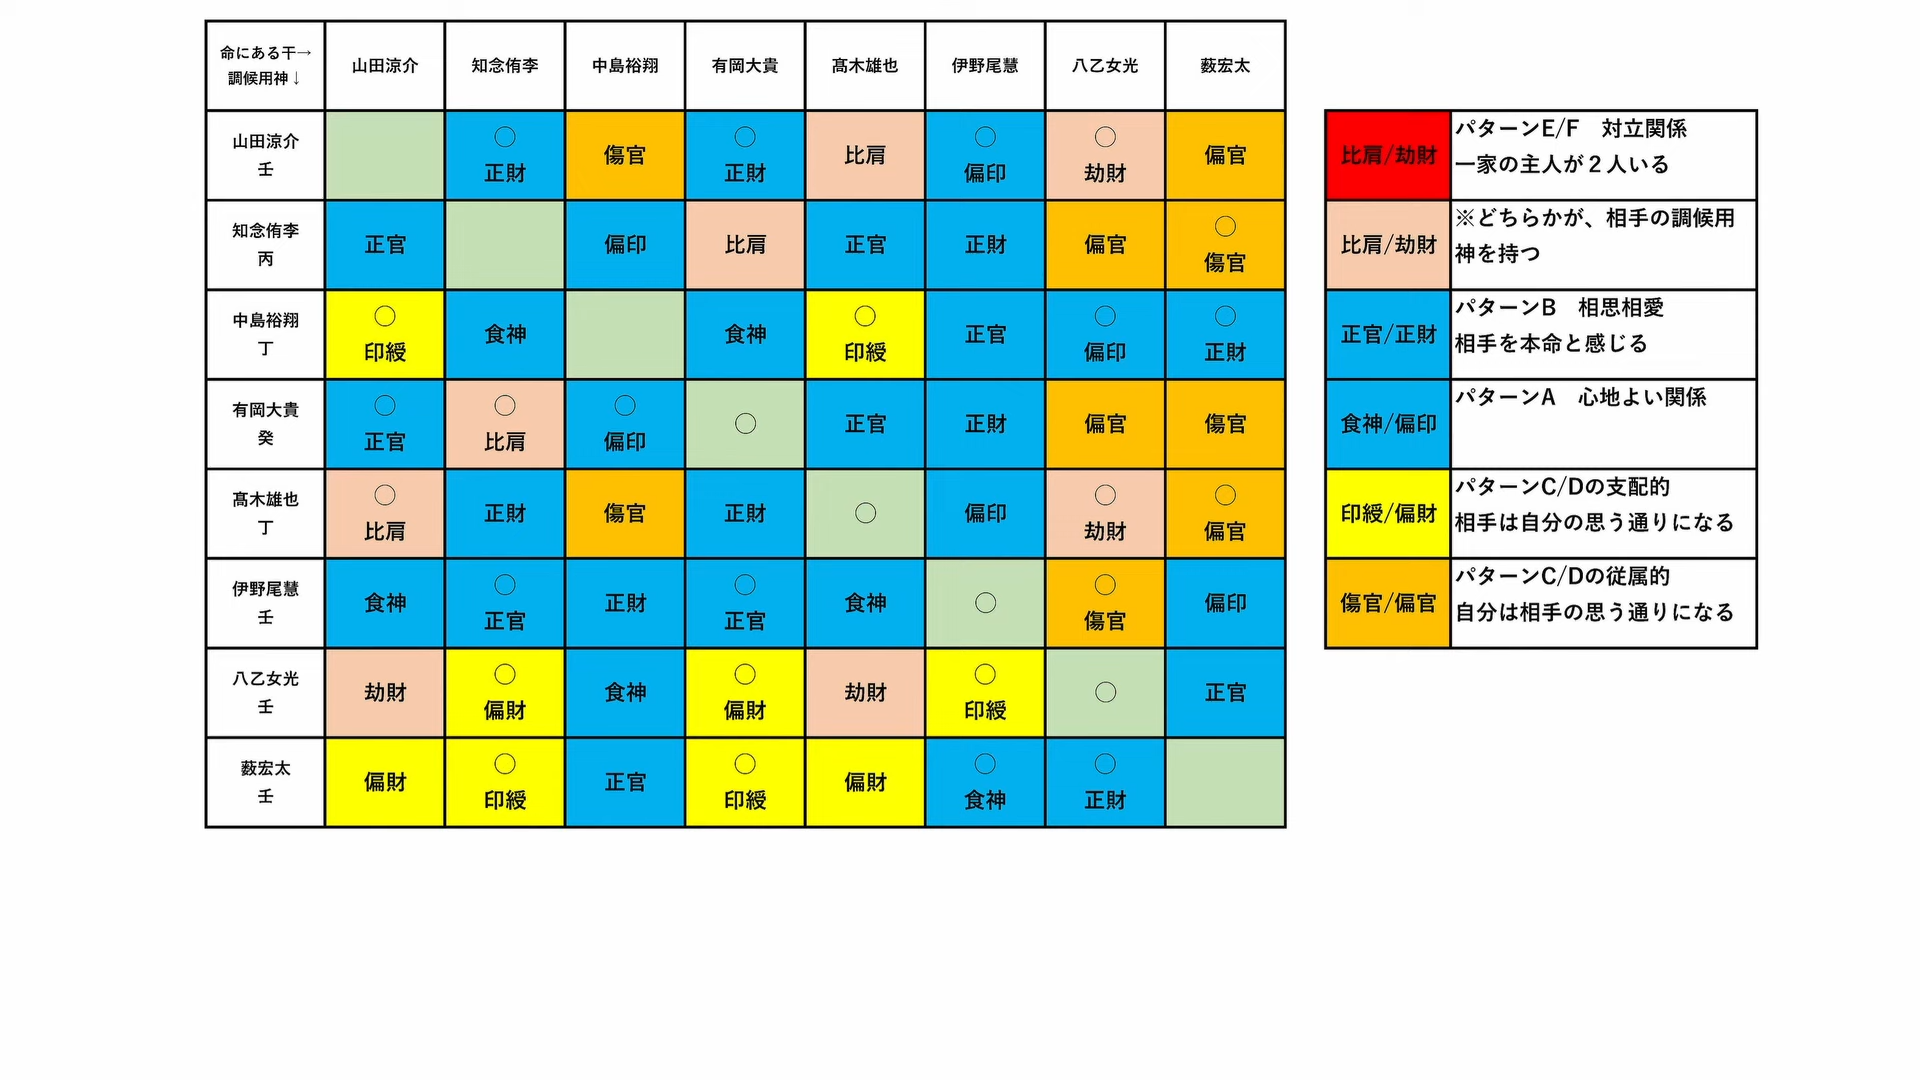 命にある干→
調候用神↓
山田涼介
知念侑李
中島裕翔
有岡大貴
髙木雄也
伊野尾慧
八乙女光
薮宏太
山田涼介
壬
○
正財
傷官
○
正財
比肩
○
偏印
○
劫財
偏官
知念侑李
丙
正官
偏印
比肩
正官
正財
偏官
○
傷官
中島裕翔
丁
○
印綬
食神
食神
○
印綬
正官
○
偏印
○
正財
有岡大貴
癸
○
正官
○
比肩
○
偏印
○
正官
正財
偏官
傷官
髙木雄也
丁
○
比肩
正財
傷官
正財
○
偏印
○
劫財
○
偏官
伊野尾慧
壬
食神
○
正官
正財
○
正官
食神
○
○
傷官
偏印
八乙女光
壬
劫財
○
偏財
食神
○
偏財
劫財
○
印綬
○
正官
薮宏太
壬
偏財
○
印綬
正官
○
印綬
偏財
○
食神
○
正財
比肩/劫財
パターンE/F　対立関係
一家の主人が２人いる
比肩/劫財
※どちらかが、相手の調候用
神を持つ
正官/正財
パターンB　相思相愛
相手を本命と感じる
食神/偏印
パターンA　心地よい関係
印綬/偏財
パターンC/Dの支配的
相手は自分の思う通りになる
傷官/偏官
パターンC/Dの従属的
自分は相手の思う通りになる